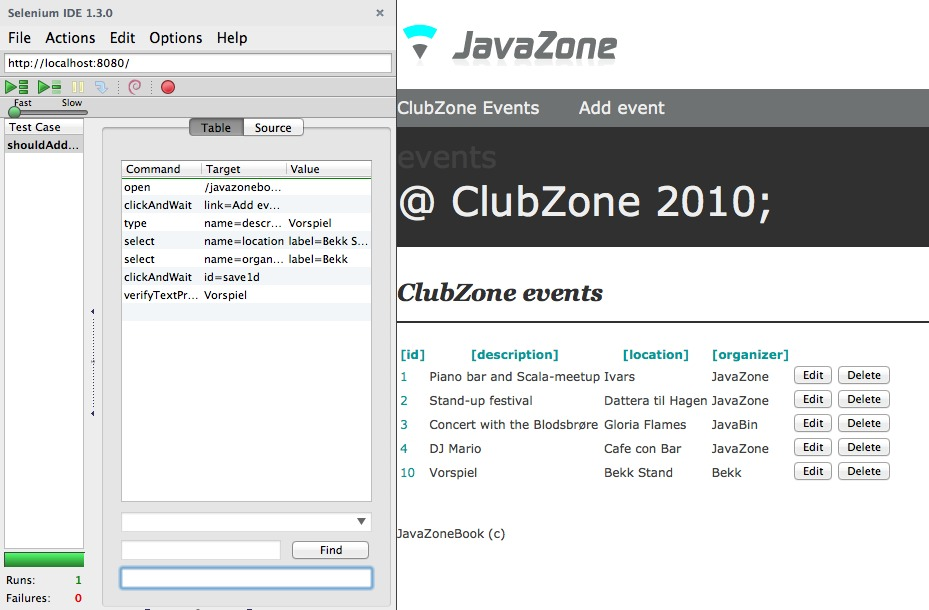 Selenium IDE 1.3.0
File Actions Edit Options Help
http://localhost:8080/
Fast Slow
Test Case
shouldAdd...
Table Source
Command Target Value
open /javazonebo...
clickAndWait link=Add ev...
type name=descr... Vorspiel
select name=location label=Bekk S...
select name=organ... label=Bekk
clickAndWait id=save1d
verifyTextPr... Vorspiel
Find
Runs: 1
Failures: 0
JavaZone
ClubZone Events Add event
events
@ ClubZone 2010;
ClubZone events
[id] [description] [location] [organizer]
1 Piano bar and Scala-meetup Ivars JavaZone Edit Delete
2 Stand-up festival Dattera til Hagen JavaZone Edit Delete
3 Concert with the Blodsbrøre Gloria Flames JavaBin Edit Delete
4 DJ Mario Cafe con Bar JavaZone Edit Delete
10 Vorspiel Bekk Stand Bekk Edit Delete
JavaZoneBook (c)